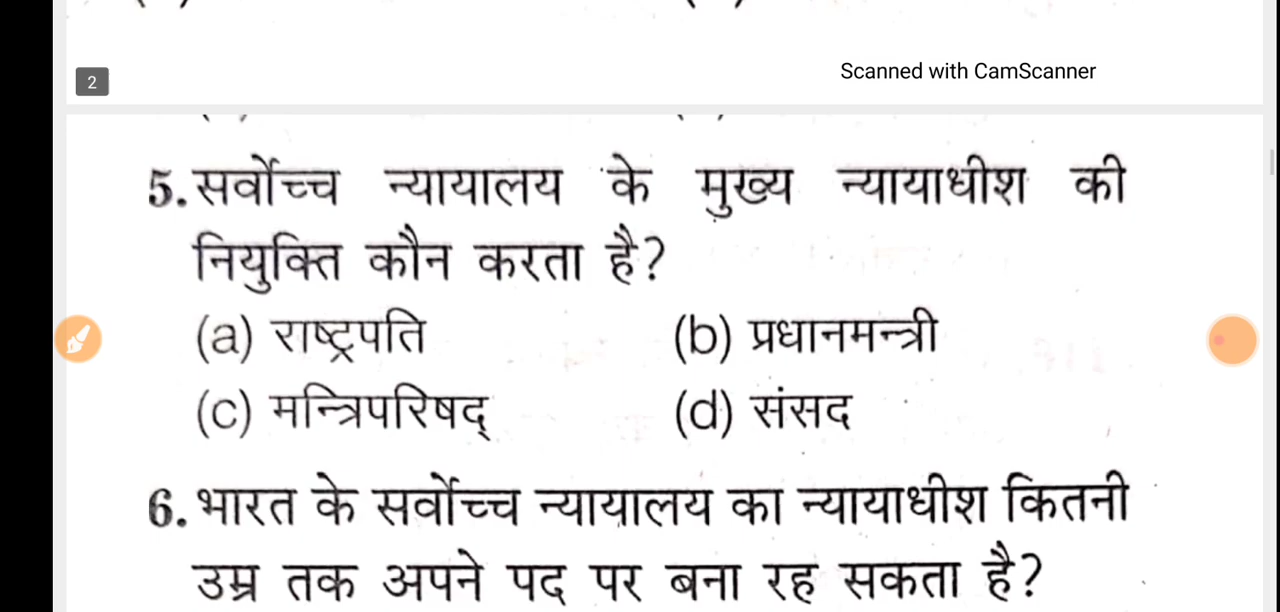 2
Scanned with CamScanner
5. सर्वोच्च न्यायालय के मुख्य न्यायाधीश की
नियुक्ति कौन करता है?
(a) राष्ट्रपति (b) प्रधानमन्त्री
(c) मन्त्रिपरिषद् (d) संसद
6. भारत के सर्वोच्च न्यायालय का न्यायाधीश कितनी
उम्र तक अपने पद पर बना रह सकता है?